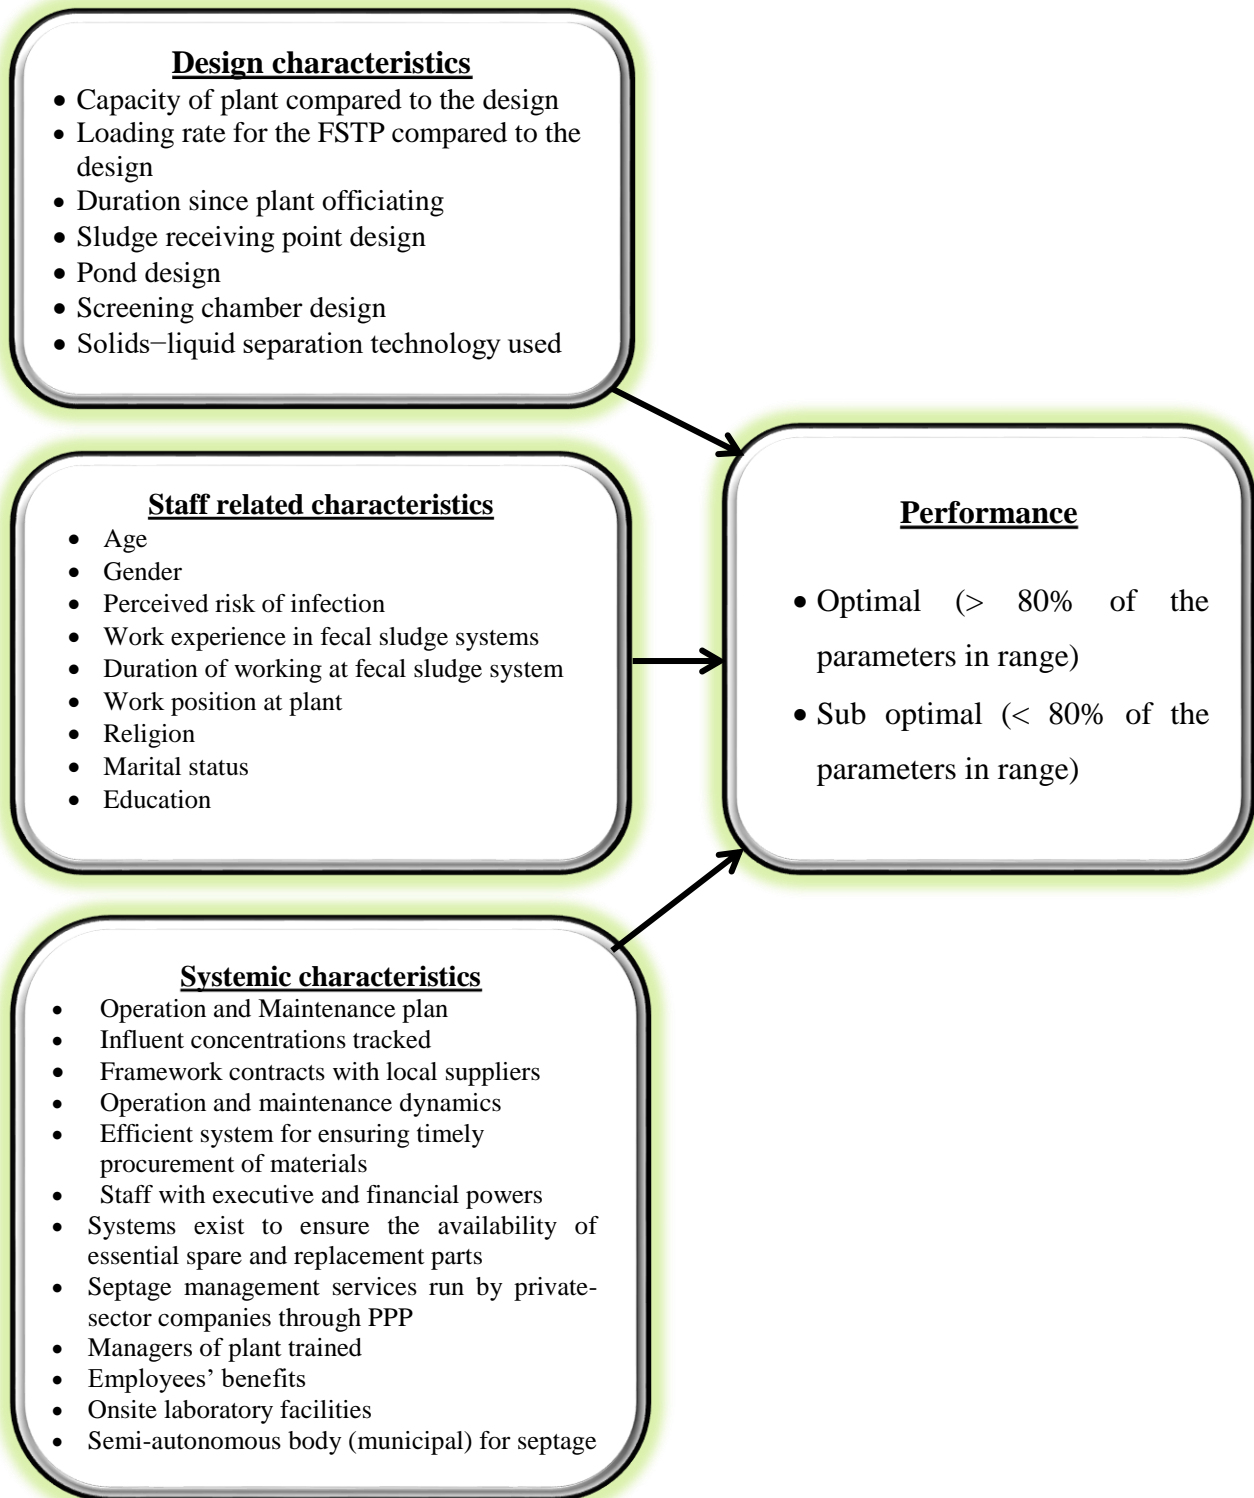 Design characteristics
• Capacity of plant compared to the design
• Loading rate for the FSTP compared to the
design
• Duration since plant officiating
• Sludge receiving point design
• Pond design
• Screening chamber design
• Solids−liquid separation technology used
Staff related characteristics
• Age
• Gender
• Perceived risk of infection
• Work experience in fecal sludge systems
• Duration of working at fecal sludge system
• Work position at plant
• Religion
• Marital status
• Education
Systemic characteristics
• Operation and Maintenance plan
• Influent concentrations tracked
• Framework contracts with local suppliers
• Operation and maintenance dynamics
• Efficient system for ensuring timely
procurement of materials
• Staff with executive and financial powers
• Systems exist to ensure the availability of
essential spare and replacement parts
• Septage management services run by private-
sector companies through PPP
• Managers of plant trained
• Employees’ benefits
• Onsite laboratory facilities
• Semi-autonomous body (municipal) for septage
Performance
• Optimal (> 80% of the
parameters in range)
• Sub optimal (< 80% of the
parameters in range)